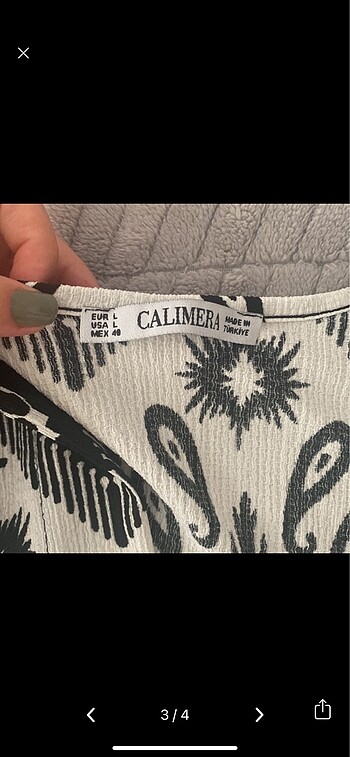 EUR L
USA L
MEX 40
CALIMERA
MADE IN
TÜRKİYE
3/4